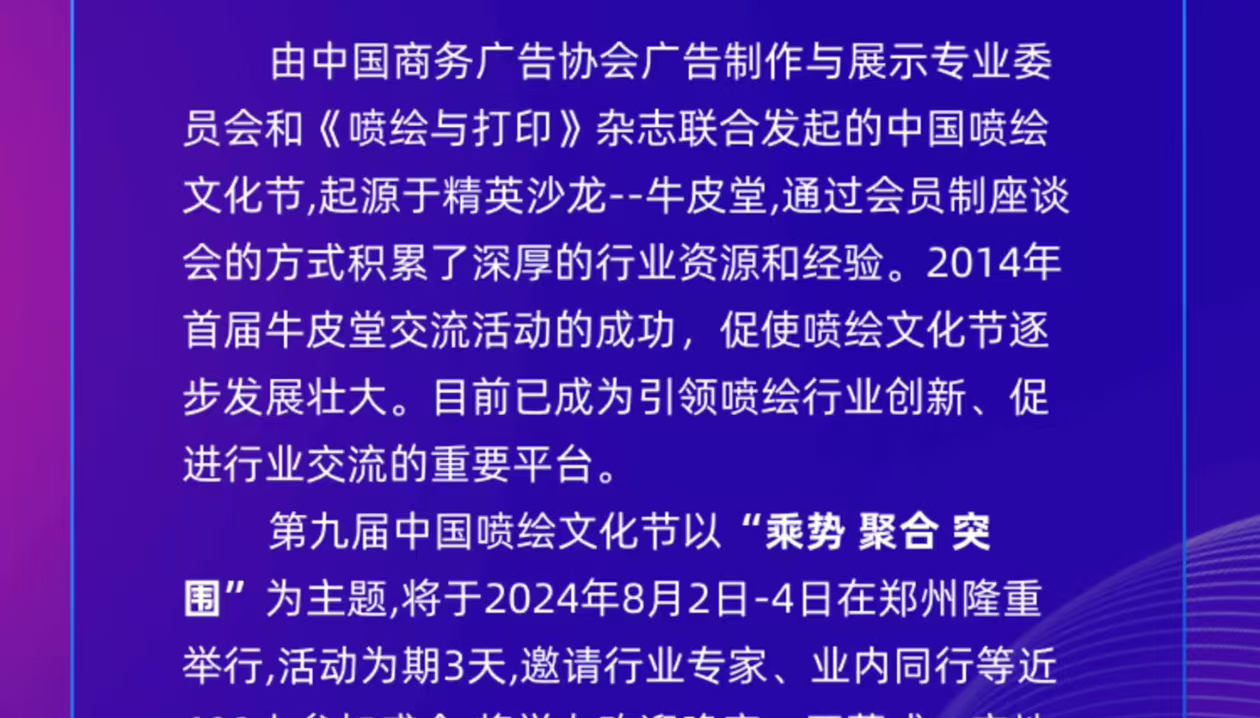 由中国商务广告协会广告制作与展示专业委
员会和《喷绘与打印》杂志联合发起的中国喷绘
文化节,起源于精英沙龙--牛皮堂,通过会员制座谈
会的方式积累了深厚的行业资源和经验。2014年
首届牛皮堂交流活动的成功，促使喷绘文化节逐
步发展壮大。目前已成为引领喷绘行业创新、促
进行业交流的重要平台。
第九届中国喷绘文化节以“乘势 聚合 突
围”为主题,将于2024年8月2日-4日在郑州隆重
举行,活动为期3天,邀请行业专家、业内同行等近